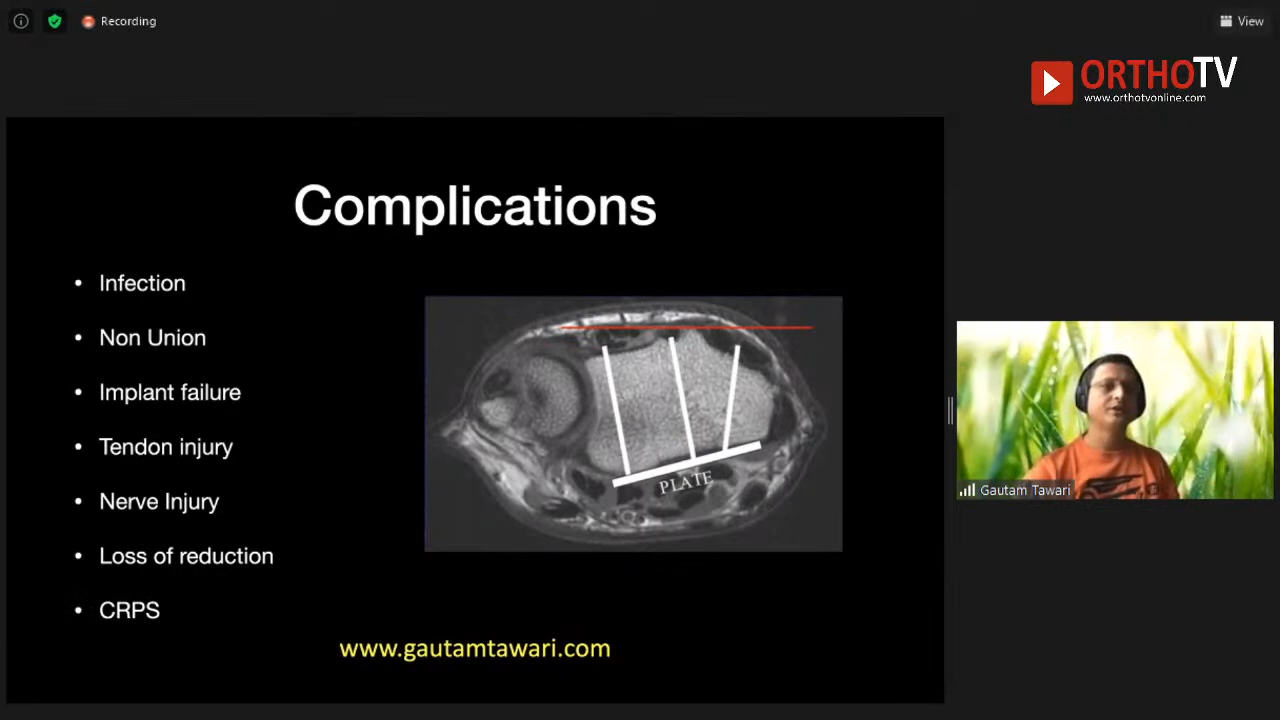 Recording
View
ORTHOTV
www.orthotvonline.com
Complications
• Infection
• Non Union
• Implant failure
• Tendon injury
• Nerve Injury
• Loss of reduction
• CRPS
PLATE
www.gautamtawari.com
Gautam Tawari